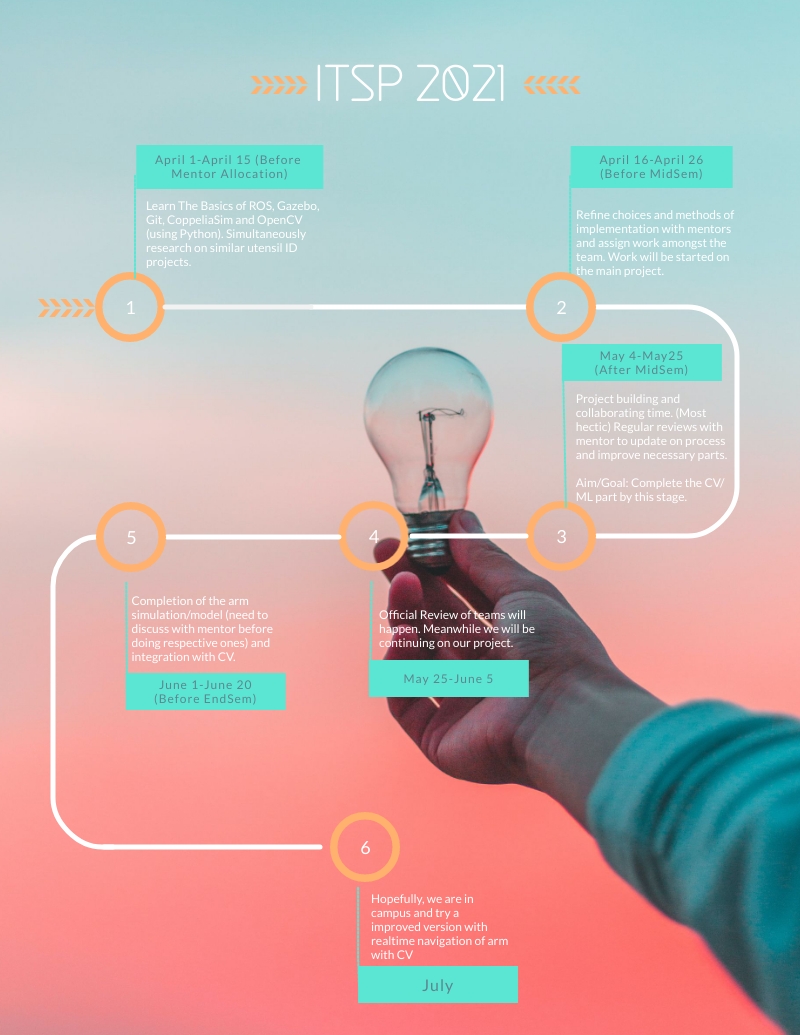 ITSP 2021
April 1-April 15 (Before
Mentor Allocation)
Learn The Basics of ROS, Gazebo,
Git, CoppeliaSim and OpenCV
(using Python). Simultaneously
research on similar utensil ID
projects.
1
April 16-April 26
(Before MidSem)
Refine choices and methods of
implementation with mentors
and assign work amongst the
team. Work will be started on
the main project.
2
May 4-May25
(After MidSem)
Project building and
collaborating time. (Most
hectic) Regular reviews with
mentor to update on process
and improve necessary parts.
Aim/Goal: Complete the CV/
ML part by this stage.
3
4
Official Review of teams will
happen. Meanwhile we will be
continuing on our project.
May 25-June 5
5
Completion of the arm
simulation/model (need to
discuss with mentor before
doing respective ones) and
integration with CV.
June 1-June 20
(Before EndSem)
6
Hopefully, we are in
campus and try a
improved version with
realtime navigation of arm
with CV
July